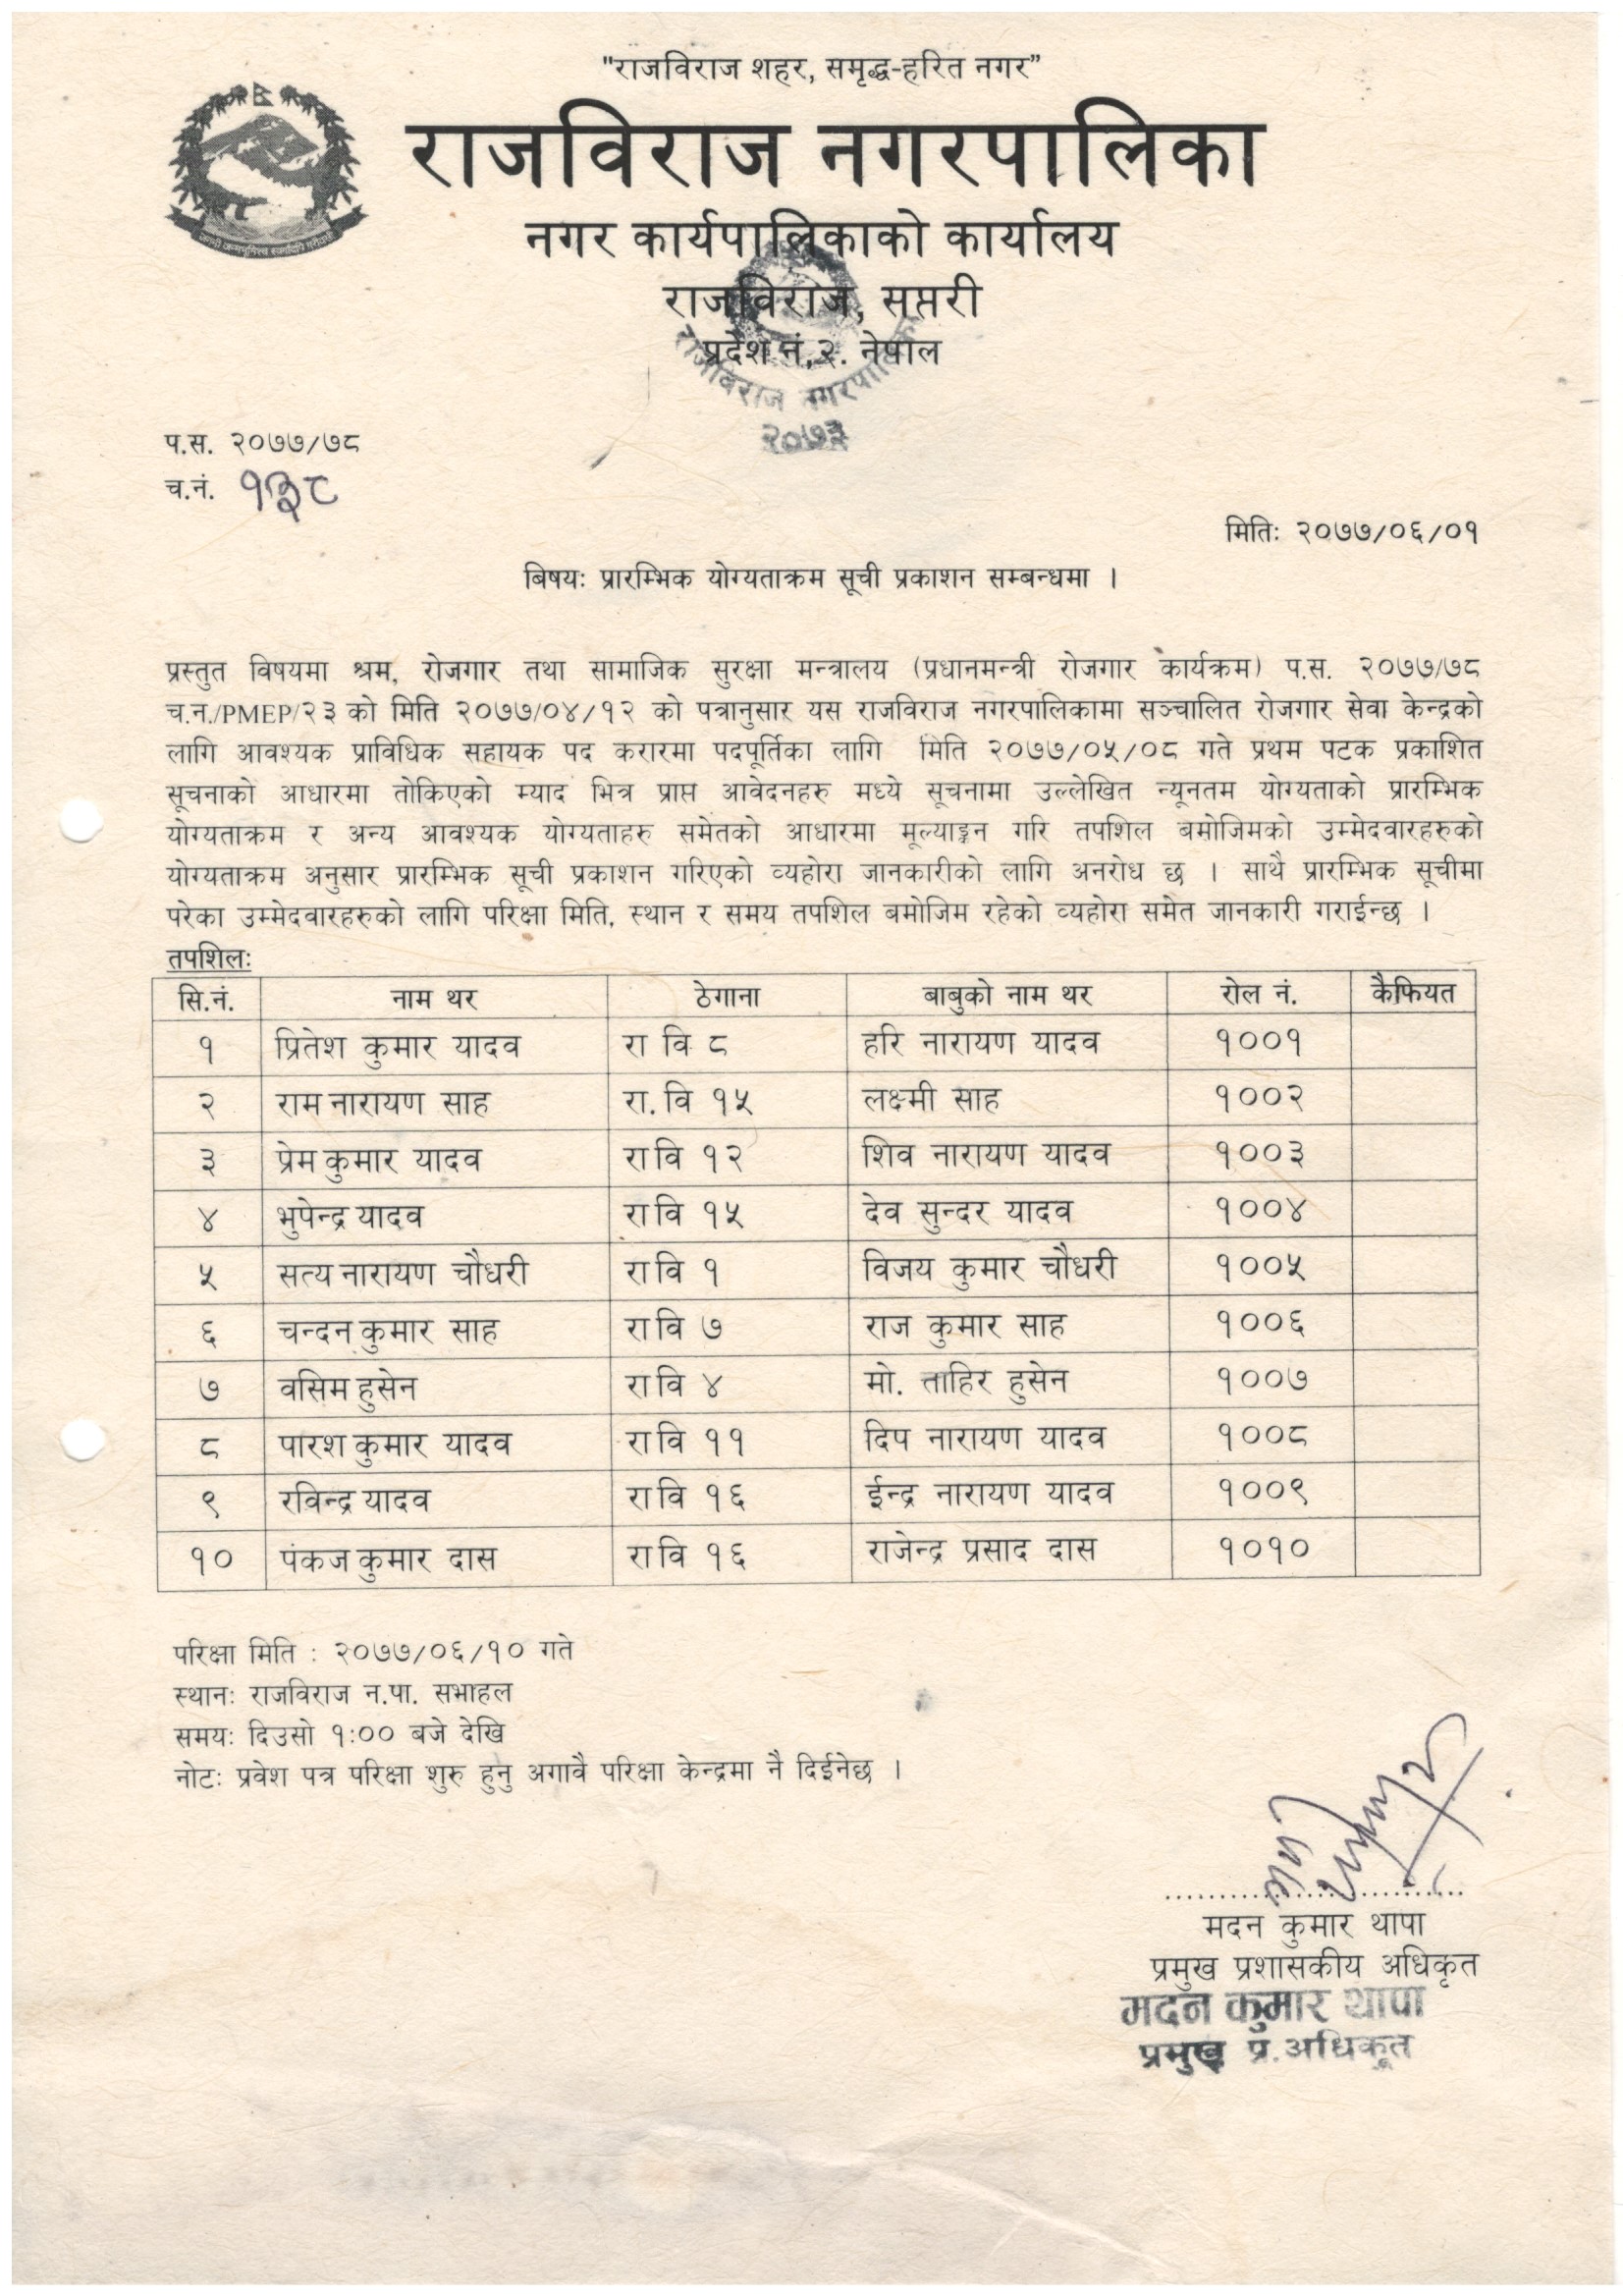 "राजविराज शहर, समृद्ध-हरित नगर"
राजविराज नगरपालिका
नगर कार्यपालिकाको कार्यालय
राजविराज, सप्तरी
प्रदेश नं.२. नेपाल
राजविराज नगरपालिका
२०७३
प.स. २०७७/७८
च.नं. १३८
मितिः २०७७/०६/०१
बिषयः प्रारम्भिक योग्यताक्रम सूची प्रकाशन सम्बन्धमा ।
प्रस्तुत विषयमा श्रम, रोजगार तथा सामाजिक सुरक्षा मन्त्रालय (प्रधानमन्त्री रोजगार कार्यक्रम) प.स. २०७७/७८
च.न./PMEP/२३ को मिति २०७७/०४/१२ को पत्रानुसार यस राजविराज नगरपालिकामा सञ्चालित रोजगार सेवा केन्द्रको
लागि आवश्यक प्राविधिक सहायक पद करारमा पदपूर्तिका लागि मिति २०७७/०५/०८ गते प्रथम पटक प्रकाशित
सूचनाको आधारमा तोकिएको म्याद भित्र प्राप्त आवेदनहरु मध्ये सूचनामा उल्लेखित न्यूनतम योग्यताको प्रारम्भिक
योग्यताक्रम र अन्य आवश्यक योग्यताहरु समेतको आधारमा मूल्याङ्कन गरि तपशिल बमोजिमको उम्मेदवारहरुको
योग्यताक्रम अनुसार प्रारम्भिक सूची प्रकाशन गरिएको व्यहोरा जानकारीको लागि अनरोध छ । साथै प्रारम्भिक सूचीमा
परेका उम्मेदवारहरुको लागि परिक्षा मिति, स्थान र समय तपशिल बमोजिम रहेको व्यहोरा समेत जानकारी गराईन्छ ।
तपशिलः
सि.नं. नाम थर ठेगाना बाबुको नाम थर रोल नं. कैफियत
१ प्रितेश कुमार यादव रा वि ८ हरि नारायण यादव १००१
२ राम नारायण साह रा. वि १५ लक्ष्मी साह १००२
३ प्रेम कुमार यादव रा वि १२ शिव नारायण यादव १००३
४ भुपेन्द्र यादव रा वि १५ देव सुन्दर यादव १००४
५ सत्य नारायण चौधरी रा वि १ विजय कुमार चौधरी १००५
६ चन्दन कुमार साह रा वि ७ राज कुमार साह १००६
७ वसिम हुसेन रा वि ४ मो. ताहिर हुसेन १००७
८ पारश कुमार यादव रा वि ११ दिप नारायण यादव १००८
९ रविन्द्र यादव रा वि १६ ईन्द्र नारायण यादव १००९
१० पंकज कुमार दास रा वि १६ राजेन्द्र प्रसाद दास १०१०
परिक्षा मिति : २०७७/०६/१० गते
स्थानः राजविराज न.पा. सभाहल
समयः दिउसो १:०० बजे देखि
नोटः प्रवेश पत्र परिक्षा शुरु हुनु अगावै परिक्षा केन्द्रमा नै दिईनेछ ।
मदन कुमार थापा
प्रमुख प्रशासकीय अधिकृत
मदन कुमार थापा
प्रमुख प्र. अधिकृत